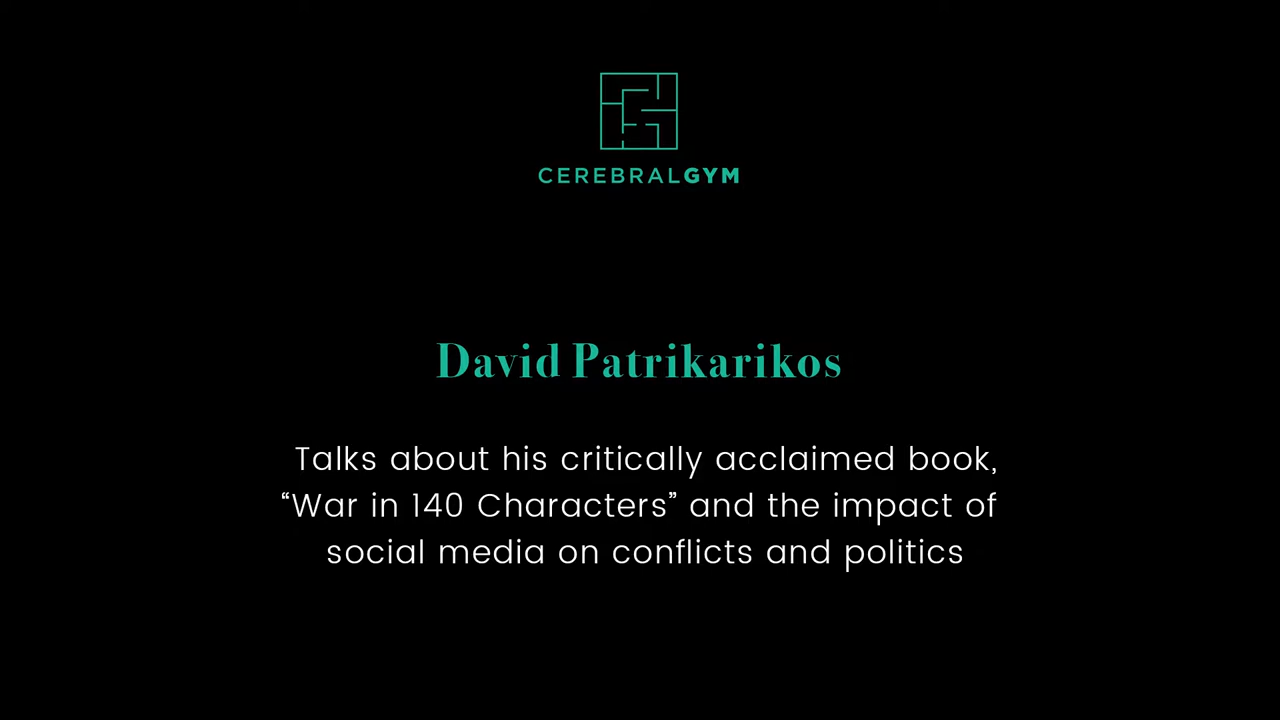 CEREBRALGYM
David Patrikarikos
Talks about his critically acclaimed book,
“War in 140 Characters” and the impact of
social media on conflicts and politics